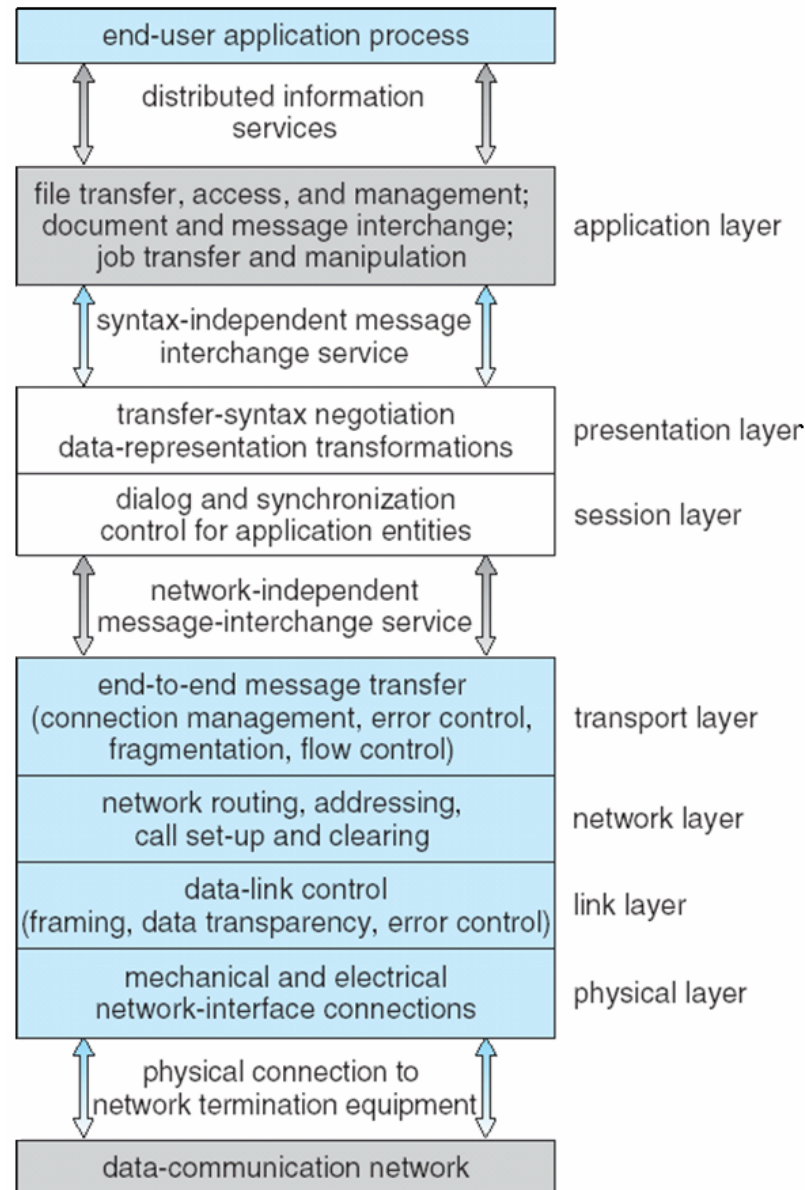 end-user application process
distributed information
services
file transfer, access, and management;
document and message interchange;
job transfer and manipulation
application layer
syntax-independent message
interchange service
transfer-syntax negotiation
data-representation transformations
presentation layer
dialog and synchronization
control for application entities
session layer
network-independent
message-interchange service
end-to-end message transfer
(connection management, error control,
fragmentation, flow control)
transport layer
network routing, addressing,
call set-up and clearing
network layer
data-link control
(framing, data transparency, error control)
link layer
mechanical and electrical
network-interface connections
physical layer
physical connection to
network termination equipment
data-communication network